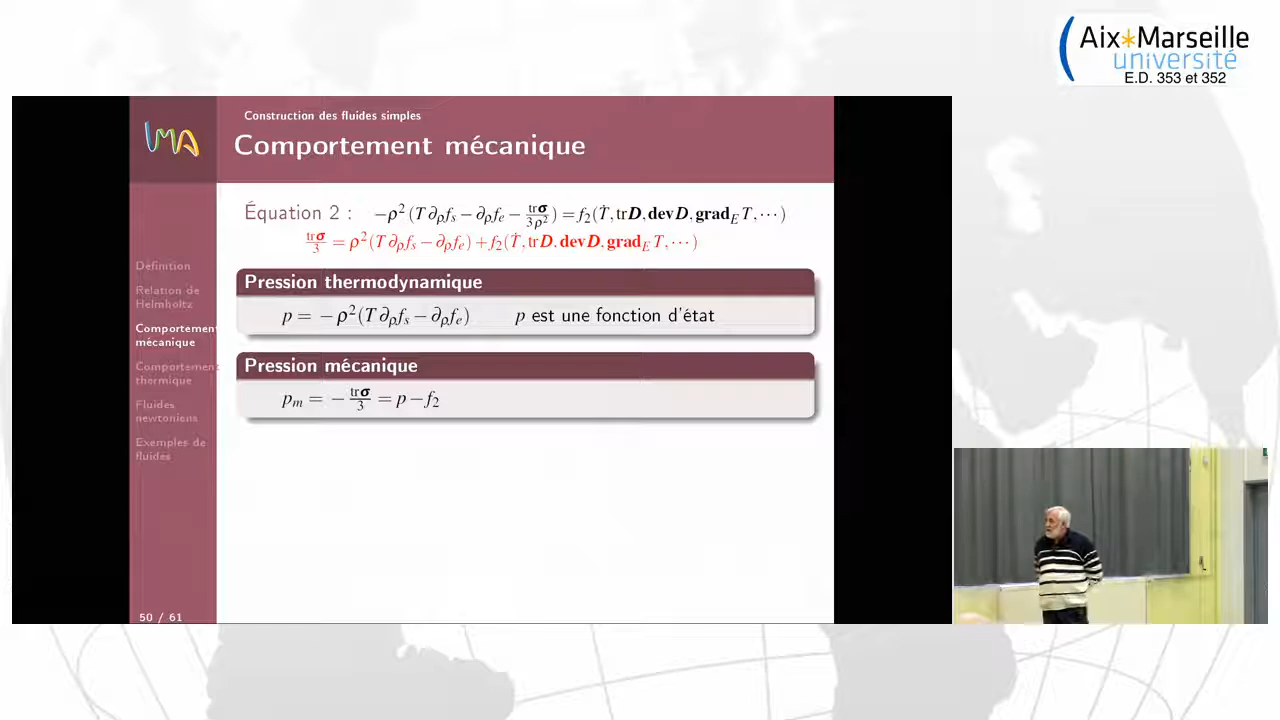 Aix*Marseille
université
E.D. 353 et 352
LMA
Construction des fluides simples
Comportement mécanique
Équation 2 : −ρ² (T ∂ρfs − ∂ρfe − trσ/3ρ²) = f₂(Ṫ, trD, devD, grad_E T, ⋯)
trσ/3 = ρ²(T ∂ρfs − ∂ρfe) + f₂(Ṫ, trD, devD, grad_E T, ⋯)
Pression thermodynamique
p = −ρ²(T ∂ρfs − ∂ρfe) p est une fonction d'état
Pression mécanique
pm = − trσ/3 = p − f₂
Définition
Relation de
Helmholtz
Comportement
mécanique
Comportement
thermique
Fluides
newtoniens
Exemples de
fluides
50 / 61